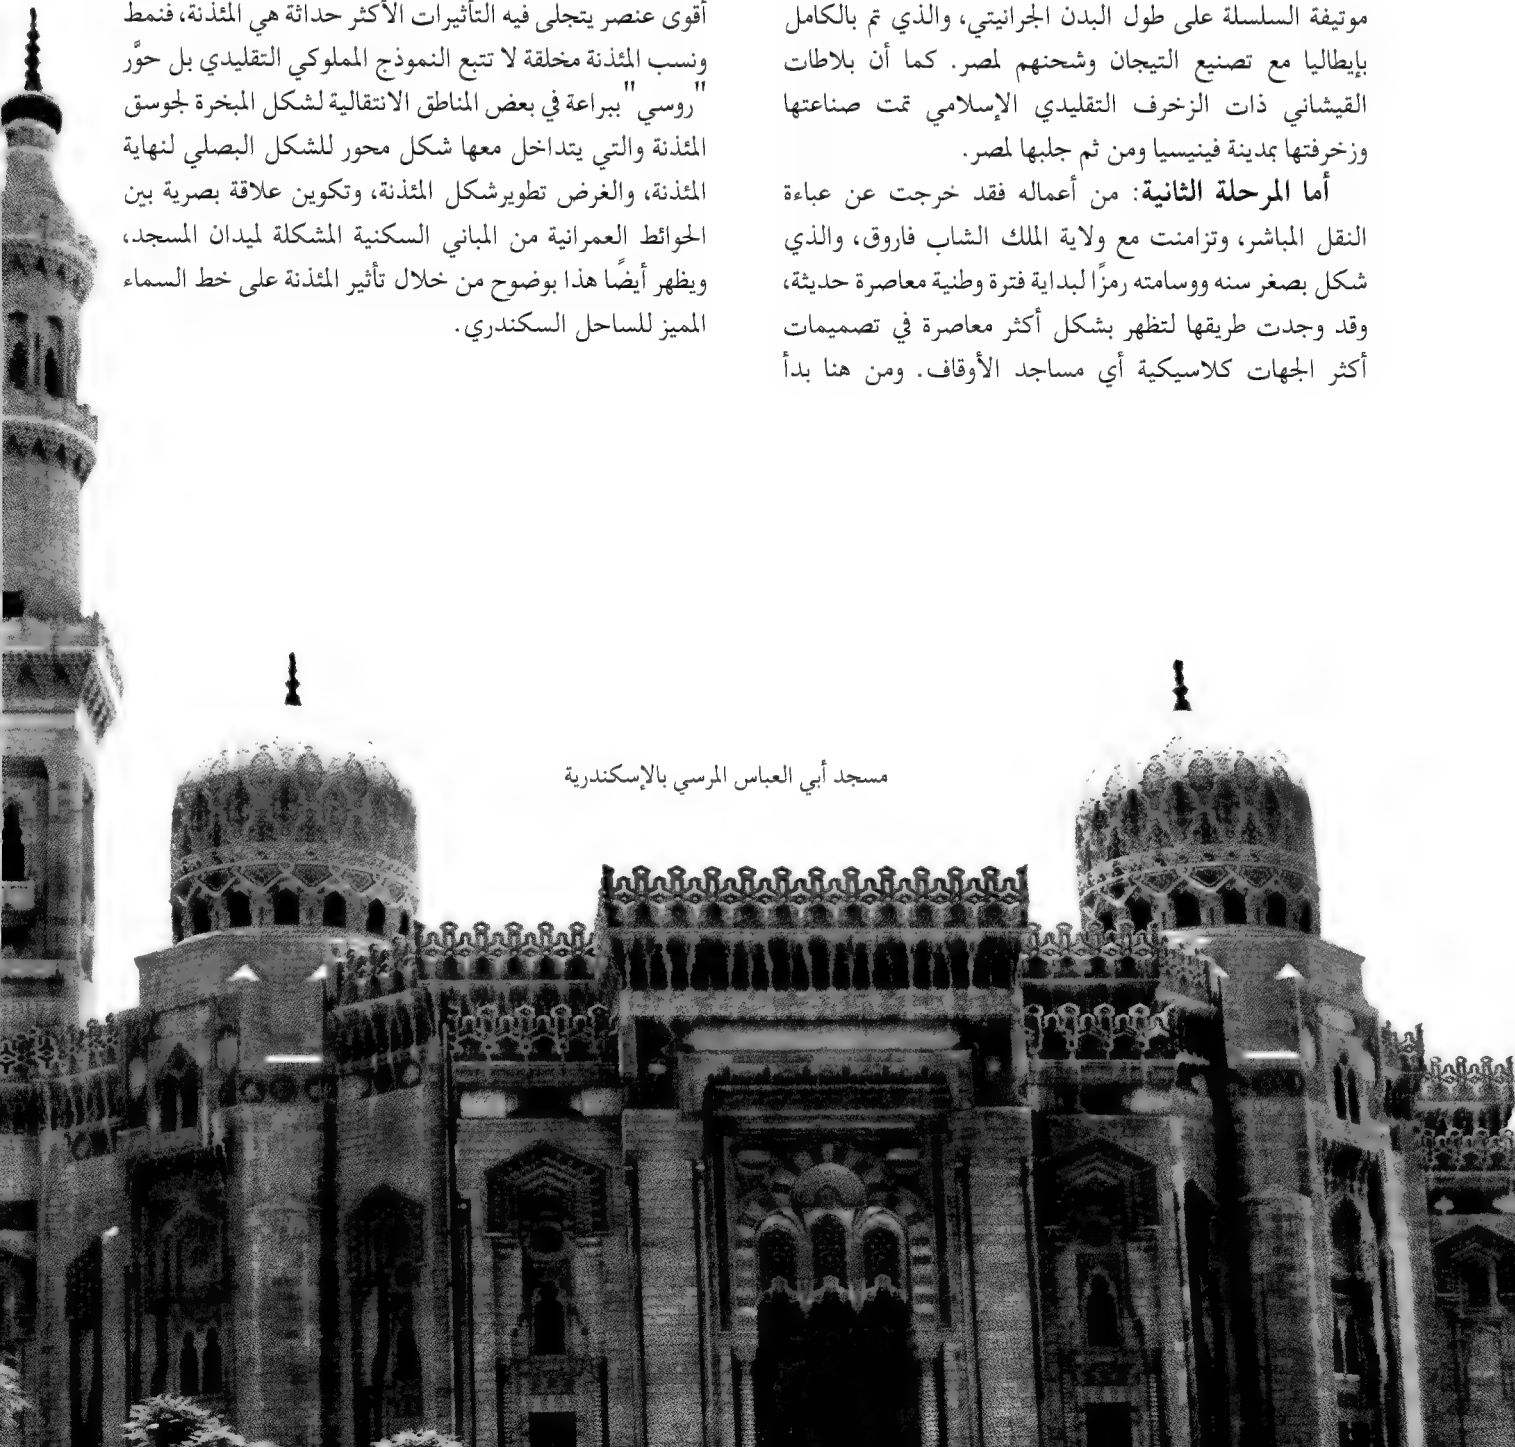 موتيفة السلسلة على طول البدن الجرانيتي، والذي تم بالكامل
بإيطاليا مع تصنيع التيجان وشحنهم لمصر. كما أن بلاطات
القيشاني ذات الزخرف التقليدي الإسلامي تمت صناعتها
وزخرفتها بمدينة فينيسيا ومن ثم جلبها لمصر.
أما المرحلة الثانية: من أعماله فقد خرجت عن عباءة
النقل المباشر، وتزامنت مع ولاية الملك الشاب فاروق، والذي
شكل بصغر سنه ووسامته رمزًا لبداية فترة وطنية معاصرة حديثة،
وقد وجدت طريقها لتظهر بشكل أكثر معاصرة في تصميمات
أكثر الجهات كلاسيكية أي مساجد الأوقاف. ومن هنا بدأ
أقوى عنصر يتجلى فيه التأثيرات الأكثر حداثة هي المئذنة، فنمط
ونسب المئذنة مخلقة لا تتبع النموذج المملوكي التقليدي بل حوَّر
"روسي" ببراعة في بعض المناطق الانتقالية لشكل المبخرة لجوسق
المئذنة والتي يتداخل معها شكل محور للشكل البصلي لنهاية
المئذنة، والغرض تطويرشكل المئذنة، وتكوين علاقة بصرية بين
الحوائط العمرانية من المباني السكنية المشكلة لميدان المسجد،
ويظهر أيضًا هذا بوضوح من خلال تأثير المئذنة على خط السماء
المميز للساحل السكندري.
مسجد أبي العباس المرسي بالإسكندرية